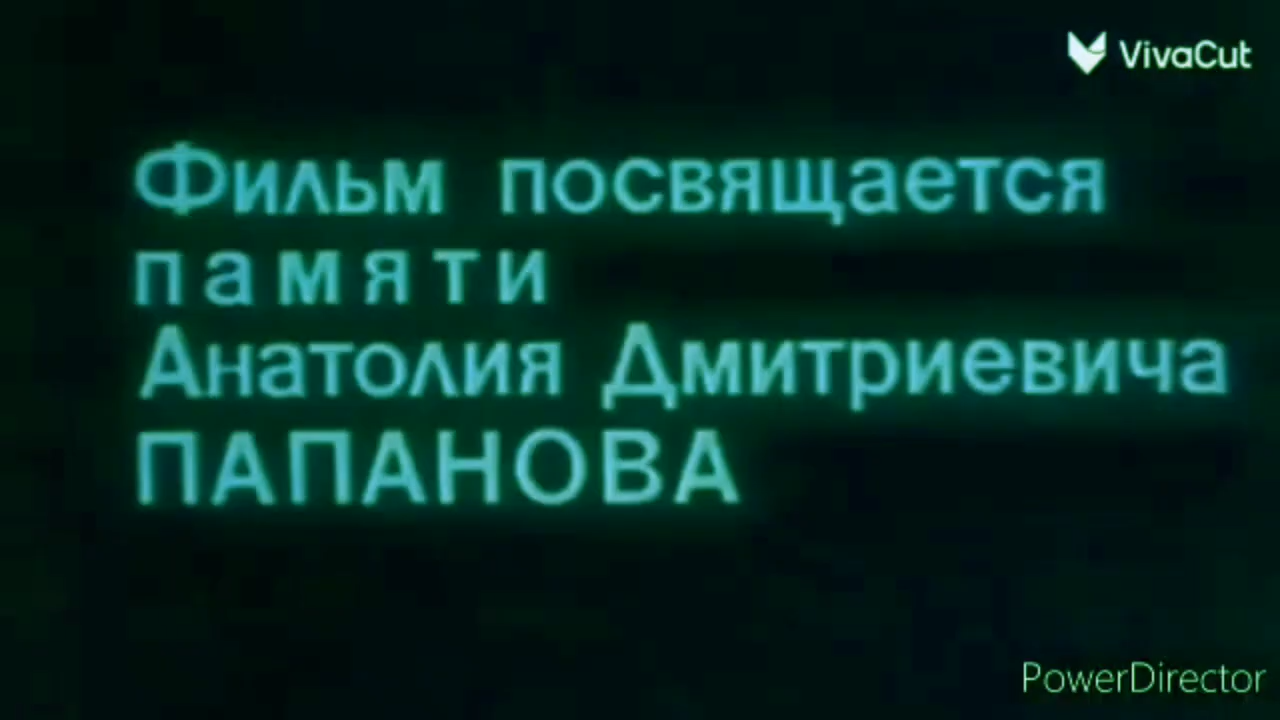 VivaCut
Фильм посвящается
памяти
Анатолия Дмитриевича
ПАПАНОВА
PowerDirector